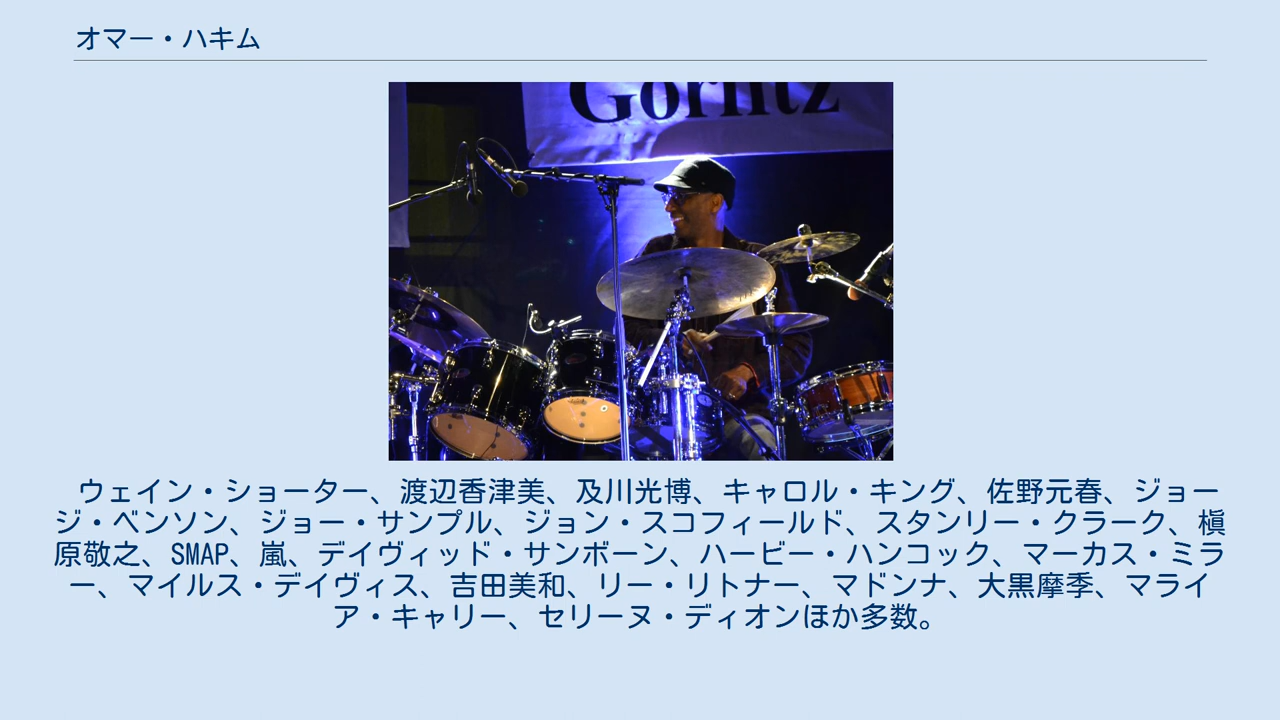 オマー・ハキム
Görlitz
ウェイン・ショーター、渡辺香津美、及川光博、キャロル・キング、佐野元春、ジョー
ジ・ベンソン、ジョー・サンプル、ジョン・スコフィールド、スタンリー・クラーク、槇
原敬之、SMAP、嵐、デイヴィッド・サンボーン、ハービー・ハンコック、マーカス・ミラ
ー、マイルス・デイヴィス、吉田美和、リー・リトナー、マドンナ、大黒摩季、マライ
ア・キャリー、セリーヌ・ディオンほか多数。